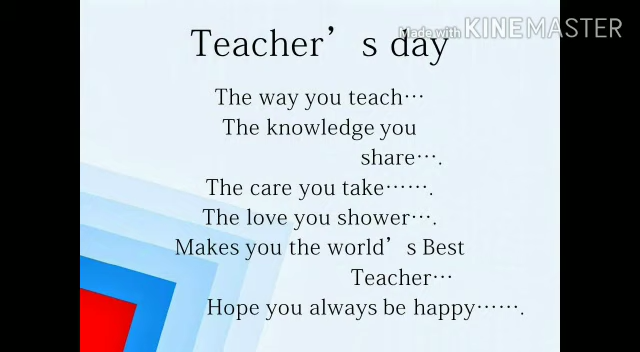 Made with KINEMASTER
Teacher’s day
The way you teach…
The knowledge you
share….
The care you take…….
The love you shower….
Makes you the world’s Best
Teacher…
Hope you always be happy…….